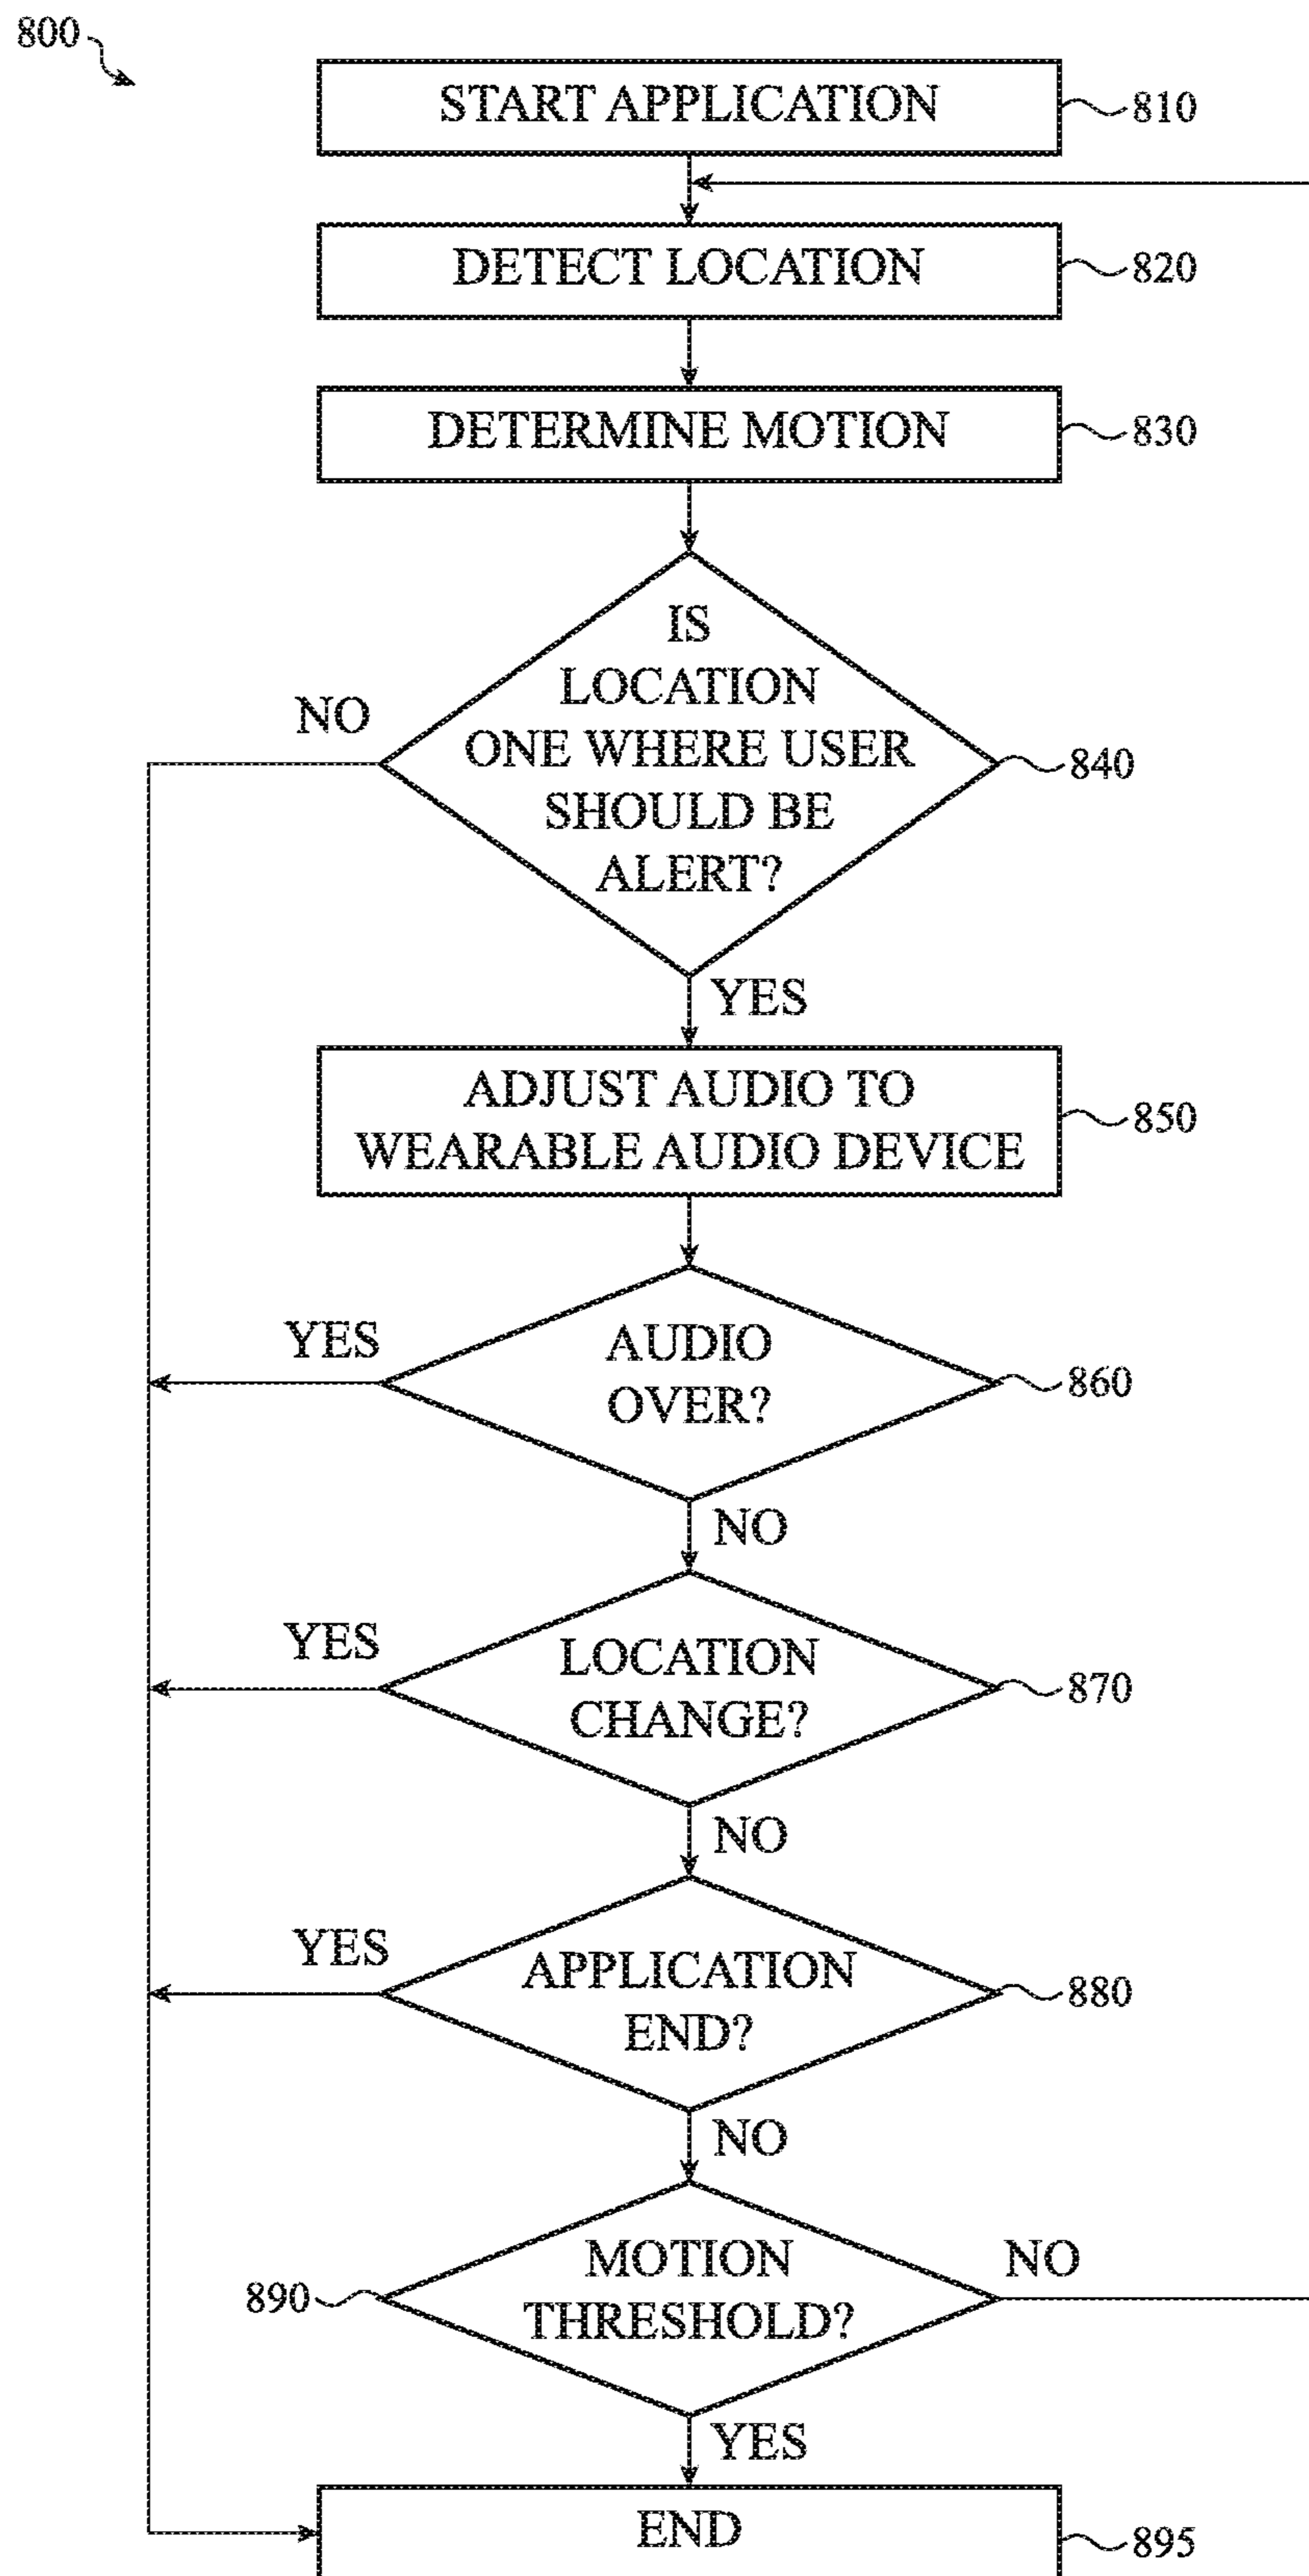 800
START APPLICATION
810
DETECT LOCATION
820
DETERMINE MOTION
830
IS
LOCATION
ONE WHERE USER
SHOULD BE
ALERT?
840
NO
YES
ADJUST AUDIO TO
WEARABLE AUDIO DEVICE
850
AUDIO
OVER?
860
YES
NO
LOCATION
CHANGE?
870
YES
NO
APPLICATION
END?
880
YES
NO
MOTION
THRESHOLD?
890
NO
YES
END
895